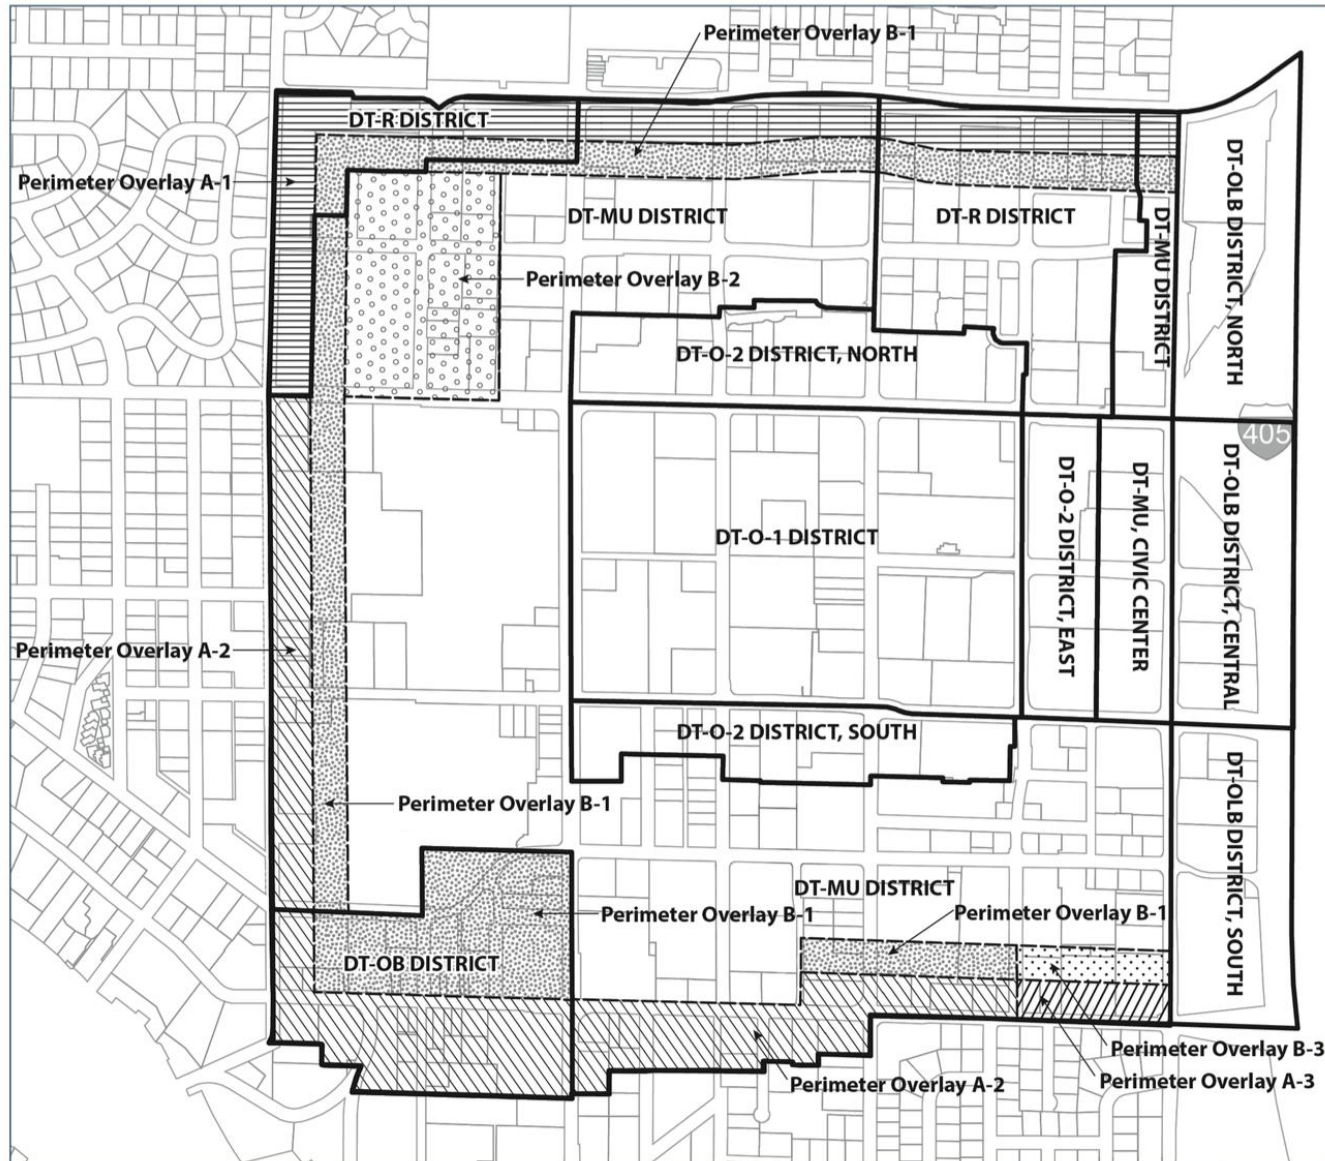 Perimeter Overlay B-1
DT-R DISTRICT
Perimeter Overlay A-1
DT-MU DISTRICT
DT-R DISTRICT
DT-MU DISTRICT
DT-OLB DISTRICT, NORTH
Perimeter Overlay B-2
DT-O-2 DISTRICT, NORTH
405
DT-O-1 DISTRICT
DT-O-2 DISTRICT, EAST
DT-MU, CIVIC CENTER
DT-OLB DISTRICT, CENTRAL
Perimeter Overlay A-2
DT-O-2 DISTRICT, SOUTH
Perimeter Overlay B-1
DT-OLB DISTRICT, SOUTH
DT-MU DISTRICT
Perimeter Overlay B-1
Perimeter Overlay B-1
DT-OB DISTRICT
Perimeter Overlay B-3
Perimeter Overlay A-3
Perimeter Overlay A-2